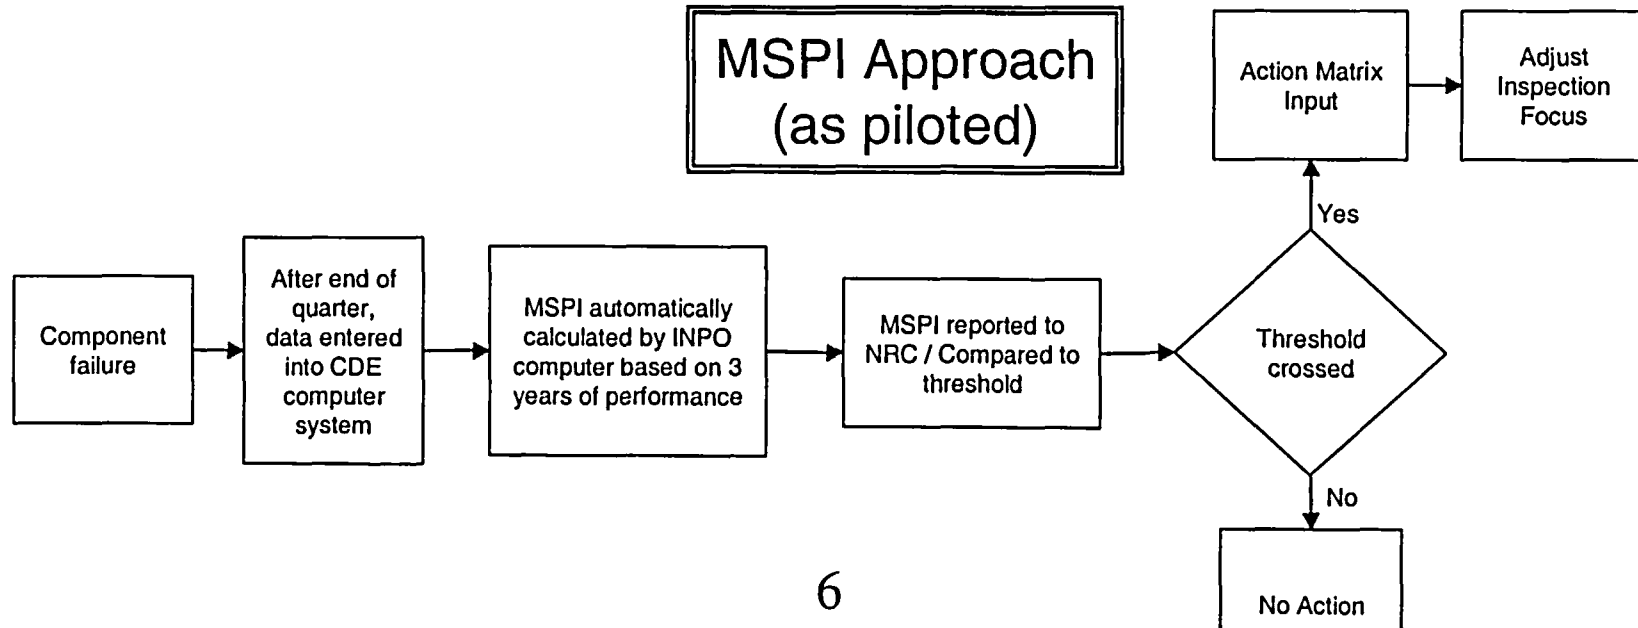 MSPI Approach
(as piloted)
Action Matrix
Input
Adjust
Inspection
Focus
Component
failure
After end of
quarter,
data entered
into CDE
computer
system
MSPI automatically
calculated by INPO
computer based on 3
years of performance
MSPI reported to
NRC / Compared to
threshold
Threshold
crossed
Yes
No
No Action
6